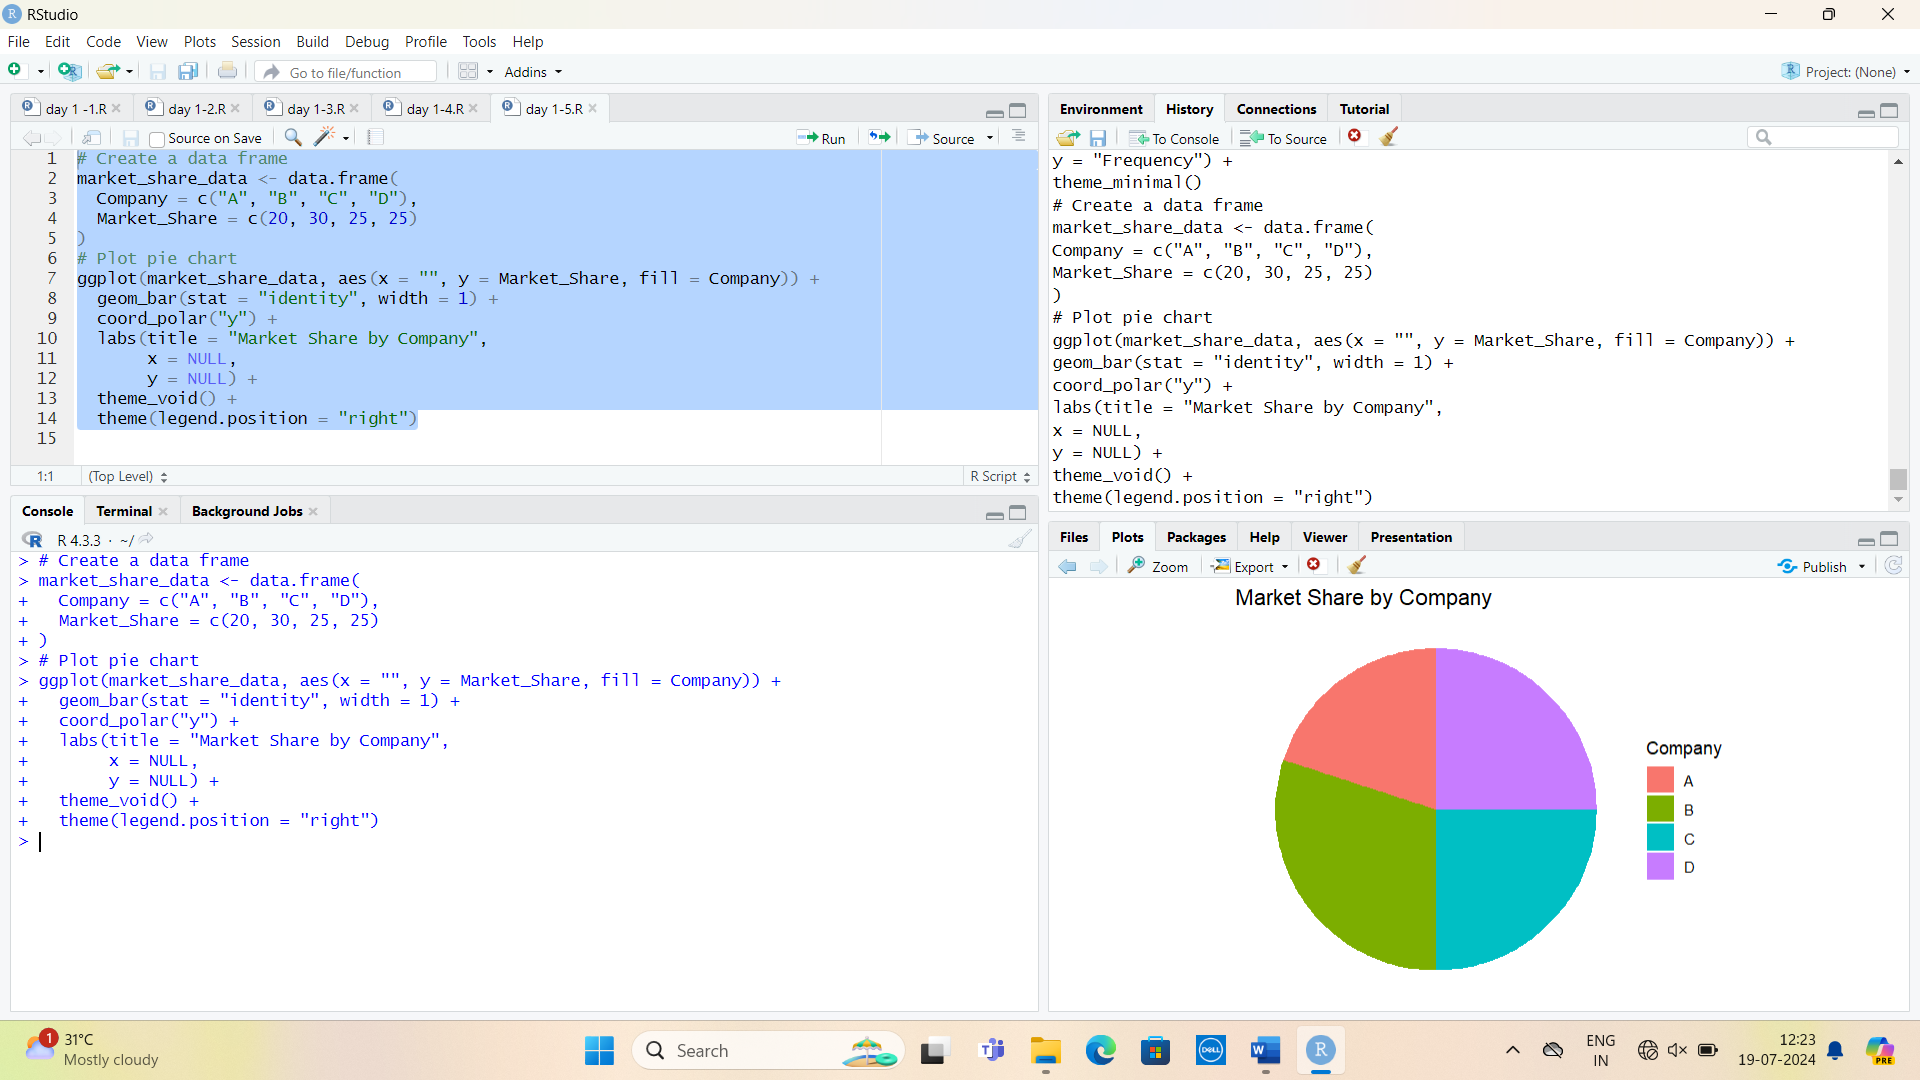 RStudio
File Edit Code View Plots Session Build Debug Profile Tools Help
Go to file/function Addins Project: (None)
day 1 -1.R day 1-2.R day 1-3.R day 1-4.R day 1-5.R
Source on Save Run Source
1 # Create a data frame
2 market_share_data <- data.frame(
3 Company = c("A", "B", "C", "D"),
4 Market_Share = c(20, 30, 25, 25)
5 )
6 # Plot pie chart
7 ggplot(market_share_data, aes(x = "", y = Market_Share, fill = Company)) +
8 geom_bar(stat = "identity", width = 1) +
9 coord_polar("y") +
10 labs(title = "Market Share by Company",
11 x = NULL,
12 y = NULL) +
13 theme_void() +
14 theme(legend.position = "right")
15
1:1 (Top Level) R Script
Console Terminal Background Jobs
R 4.3.3 · ~/
> # Create a data frame
> market_share_data <- data.frame(
+ Company = c("A", "B", "C", "D"),
+ Market_Share = c(20, 30, 25, 25)
+ )
> # Plot pie chart
> ggplot(market_share_data, aes(x = "", y = Market_Share, fill = Company)) +
+ geom_bar(stat = "identity", width = 1) +
+ coord_polar("y") +
+ labs(title = "Market Share by Company",
+ x = NULL,
+ y = NULL) +
+ theme_void() +
+ theme(legend.position = "right")
>
Environment History Connections Tutorial
To Console To Source
y = "Frequency") +
theme_minimal()
# Create a data frame
market_share_data <- data.frame(
Company = c("A", "B", "C", "D"),
Market_Share = c(20, 30, 25, 25)
)
# Plot pie chart
ggplot(market_share_data, aes(x = "", y = Market_Share, fill = Company)) +
geom_bar(stat = "identity", width = 1) +
coord_polar("y") +
labs(title = "Market Share by Company",
x = NULL,
y = NULL) +
theme_void() +
theme(legend.position = "right")
Files Plots Packages Help Viewer Presentation
Zoom Export Publish
Market Share by Company
Company
A
B
C
D
1 31°C
Mostly cloudy
Search
DELL
W
R
ENG
IN
12:23
19-07-2024
PRE